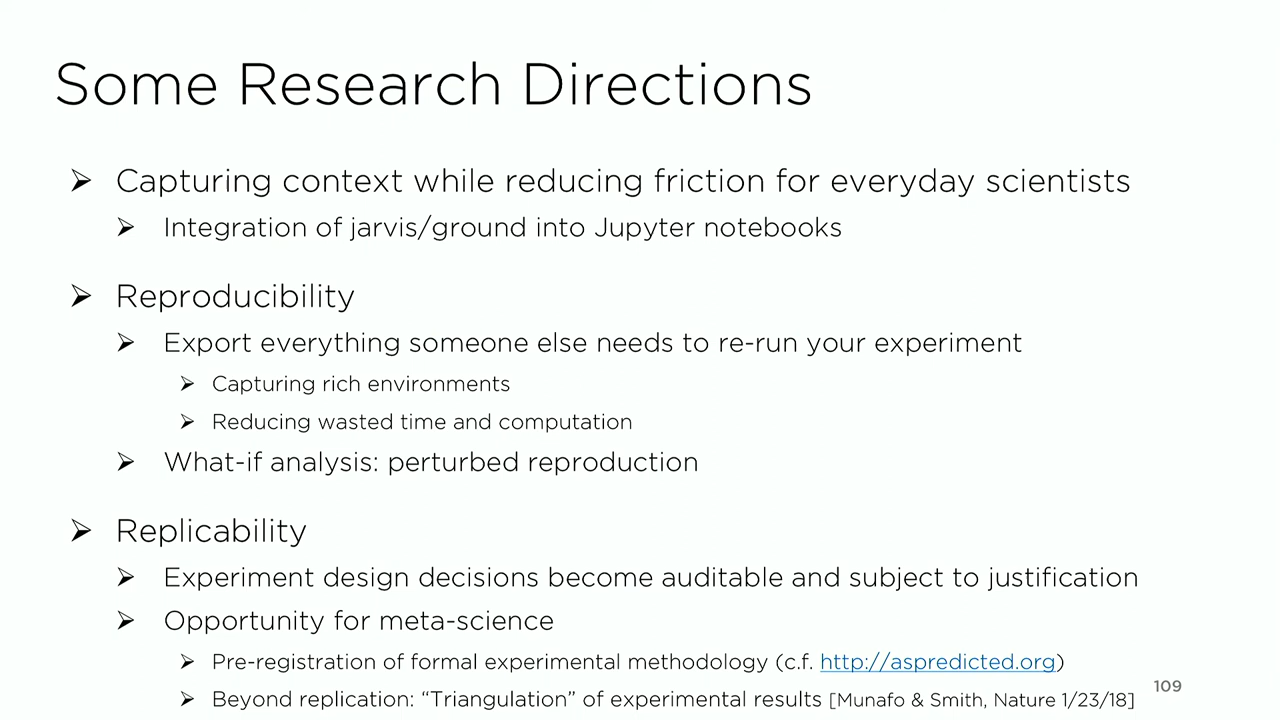 Some Research Directions
➢ Capturing context while reducing friction for everyday scientists
➢ Integration of jarvis/ground into Jupyter notebooks
➢ Reproducibility
➢ Export everything someone else needs to re-run your experiment
➢ Capturing rich environments
➢ Reducing wasted time and computation
➢ What-if analysis: perturbed reproduction
➢ Replicability
➢ Experiment design decisions become auditable and subject to justification
➢ Opportunity for meta-science
➢ Pre-registration of formal experimental methodology (c.f. http://aspredicted.org)
➢ Beyond replication: “Triangulation” of experimental results [Munafo & Smith, Nature 1/23/18]
109